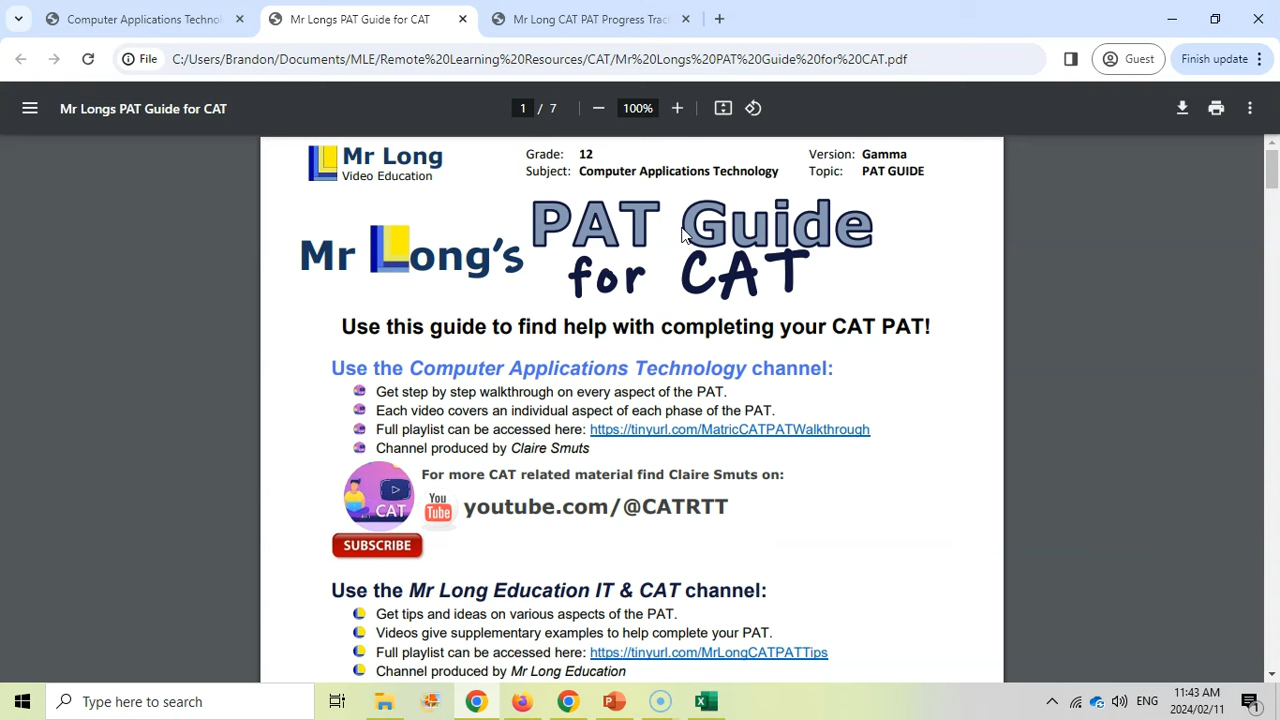 Computer Applications Technol
Mr Longs PAT Guide for CAT
Mr Long CAT PAT Progress Trac
File
C:/Users/Brandon/Documents/MLE/Remote%20Learning%20Resources/CAT/Mr%20Longs%20PAT%20Guide%20for%20CAT.pdf
Guest
Finish update
Mr Longs PAT Guide for CAT
1 / 7
100%
Mr Long
Video Education
Grade: 12
Subject: Computer Applications Technology
Version: Gamma
Topic: PAT GUIDE
Mr Long's
PAT Guide
for CAT
Use this guide to find help with completing your CAT PAT!
Use the Computer Applications Technology channel:
Get step by step walkthrough on every aspect of the PAT.
Each video covers an individual aspect of each phase of the PAT.
Full playlist can be accessed here: https://tinyurl.com/MatricCATPATWalkthrough
Channel produced by Claire Smuts
For more CAT related material find Claire Smuts on:
CAT
You
Tube
youtube.com/@CATRTT
SUBSCRIBE
Use the Mr Long Education IT & CAT channel:
Get tips and ideas on various aspects of the PAT.
Videos give supplementary examples to help complete your PAT.
Full playlist can be accessed here: https://tinyurl.com/MrLongCATPATTips
Channel produced by Mr Long Education
Type here to search
ENG
11:43 AM
2024/02/11
1